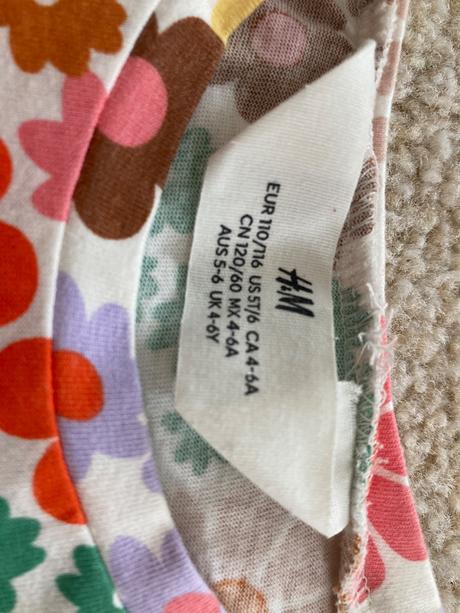 H&M
EUR 110/116 US 5T/6 CA 4-6A
CN 120/60 MX 4-6A
AUS 5-6 UK 4-6Y